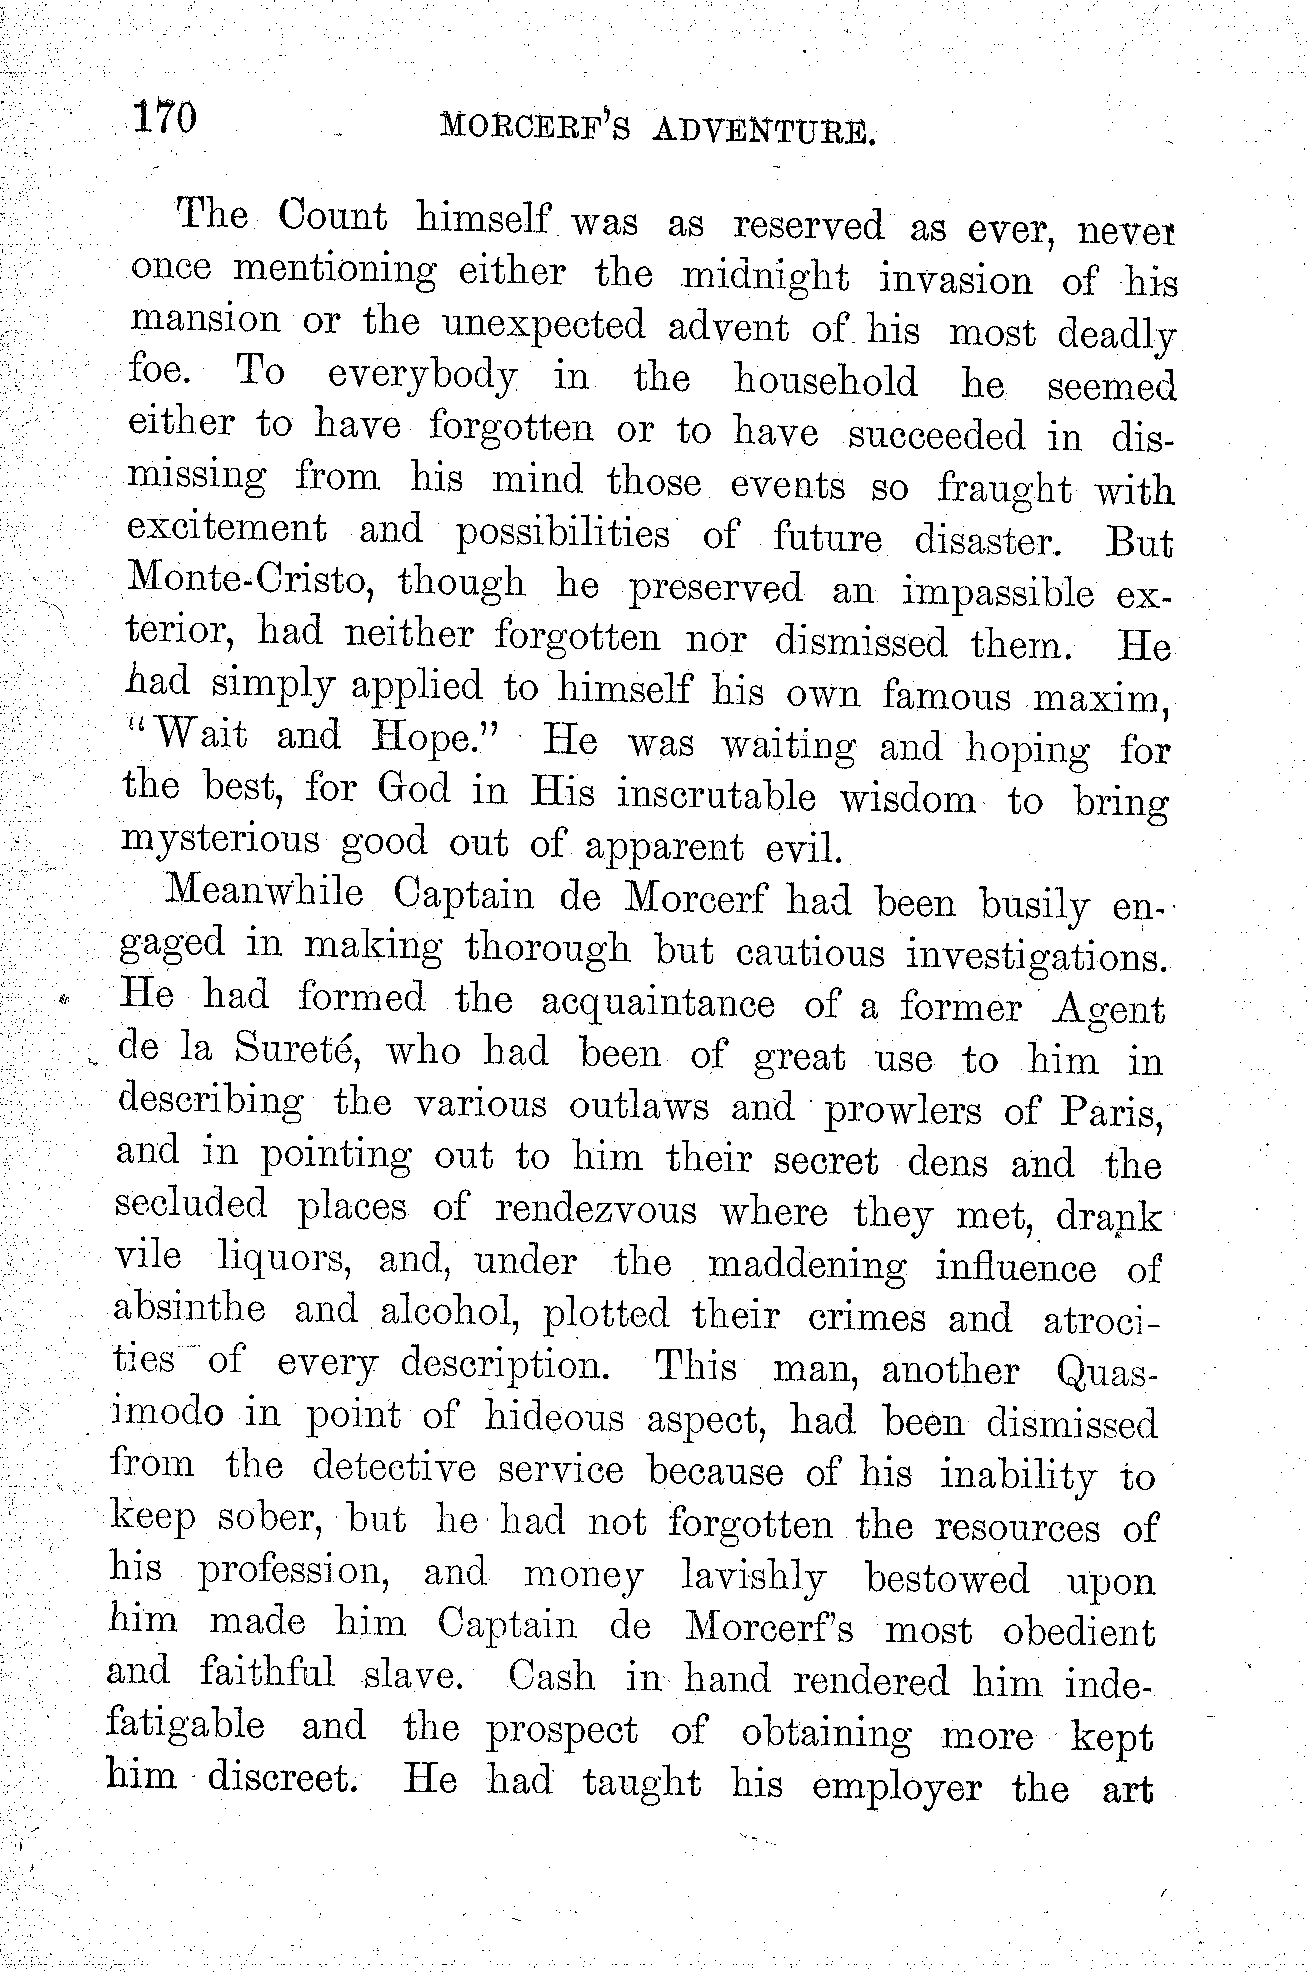 170
MORCERF'S ADVENTURE.
The Count himself was as reserved as ever, never
once mentioning either the midnight invasion of his
mansion or the unexpected advent of his most deadly
foe. To everybody in the household he seemed
either to have forgotten or to have succeeded in dis-
missing from his mind those events so fraught with
excitement and possibilities of future disaster. But
Monte-Cristo, though he preserved an impassible ex-
terior, had neither forgotten nor dismissed them. He
had simply applied to himself his own famous maxim,
"Wait and Hope." He was waiting and hoping for
the best, for God in His inscrutable wisdom to bring
mysterious good out of apparent evil.
Meanwhile Captain de Morcerf had been busily en-
gaged in making thorough but cautious investigations.
He had formed the acquaintance of a former Agent
de la Sureté, who had been of great use to him in
describing the various outlaws and prowlers of Paris,
and in pointing out to him their secret dens and the
secluded places of rendezvous where they met, drank
vile liquors, and, under the maddening influence of
absinthe and alcohol, plotted their crimes and atroci-
ties of every description. This man, another Quas-
imodo in point of hideous aspect, had been dismissed
from the detective service because of his inability to
keep sober, but he had not forgotten the resources of
his profession, and money lavishly bestowed upon
him made him Captain de Morcerf's most obedient
and faithful slave. Cash in hand rendered him inde-
fatigable and the prospect of obtaining more kept
him discreet. He had taught his employer the art